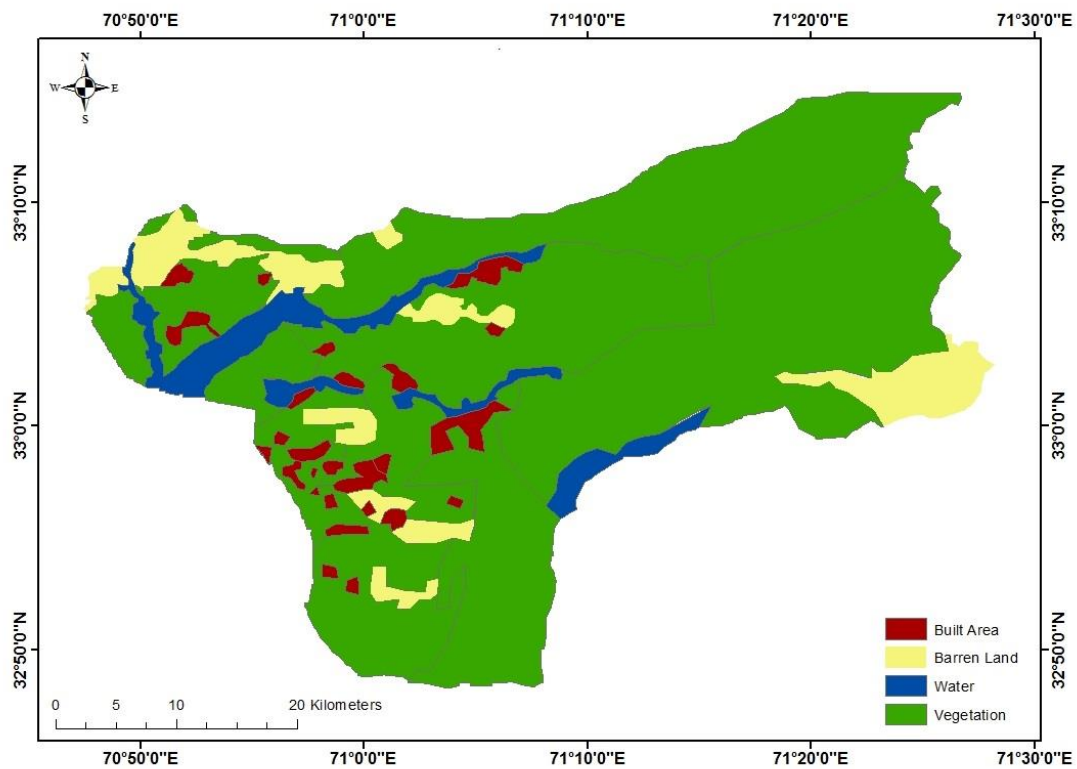 70°50'0"E 71°0'0"E 71°10'0"E 71°20'0"E 71°30'0"E
N
W E
S
33°10'0"N 33°10'0"N
33°0'0"N 33°0'0"N
32°50'0"N 32°50'0"N
Built Area
Barren Land
Water
Vegetation
0 5 10 20 Kilometers
70°50'0"E 71°0'0"E 71°10'0"E 71°20'0"E 71°30'0"E